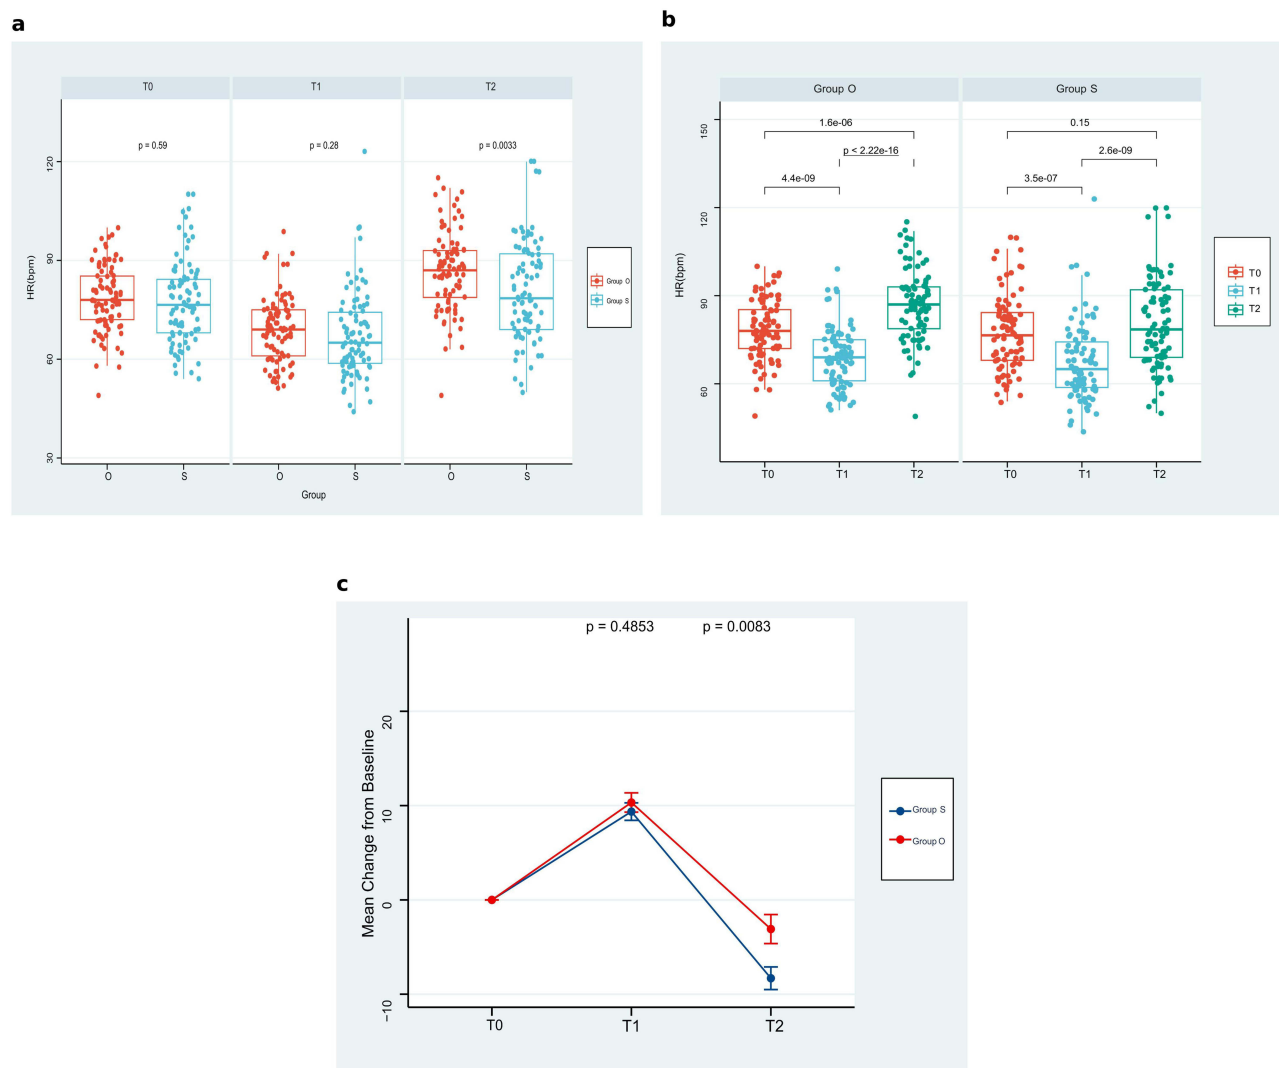 a
T0
T1
T2
p = 0.59
p = 0.28
p = 0.0033
HR(bpm)
120
90
60
30
O
S
O
S
O
S
Group
Group O
Group S
b
Group O
Group S
1.6e-06
p < 2.22e-16
4.4e-09
0.15
2.6e-09
3.5e-07
HR(bpm)
150
120
90
60
T0
T1
T2
T0
T1
T2
T0
T1
T2
c
p = 0.4853
p = 0.0083
Mean Change from Baseline
20
10
0
−10
T0
T1
T2
Group S
Group O